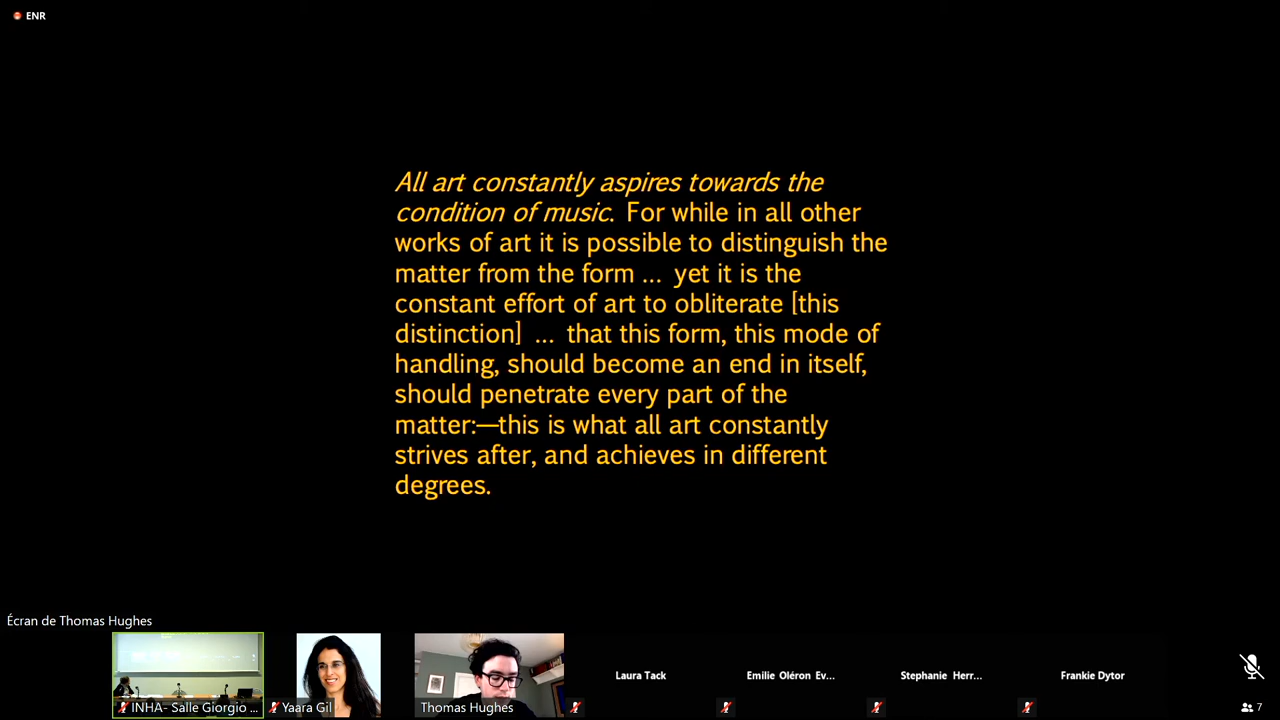 ENR
All art constantly aspires towards the
condition of music. For while in all other
works of art it is possible to distinguish the
matter from the form ... yet it is the
constant effort of art to obliterate [this
distinction] ... that this form, this mode of
handling, should become an end in itself,
should penetrate every part of the
matter:—this is what all art constantly
strives after, and achieves in different
degrees.
Écran de Thomas Hughes
INHA- Salle Giorgio ...
Yaara Gil
Thomas Hughes
Laura Tack
Emilie Oléron Ev...
Stephanie Herr...
Frankie Dytor
7